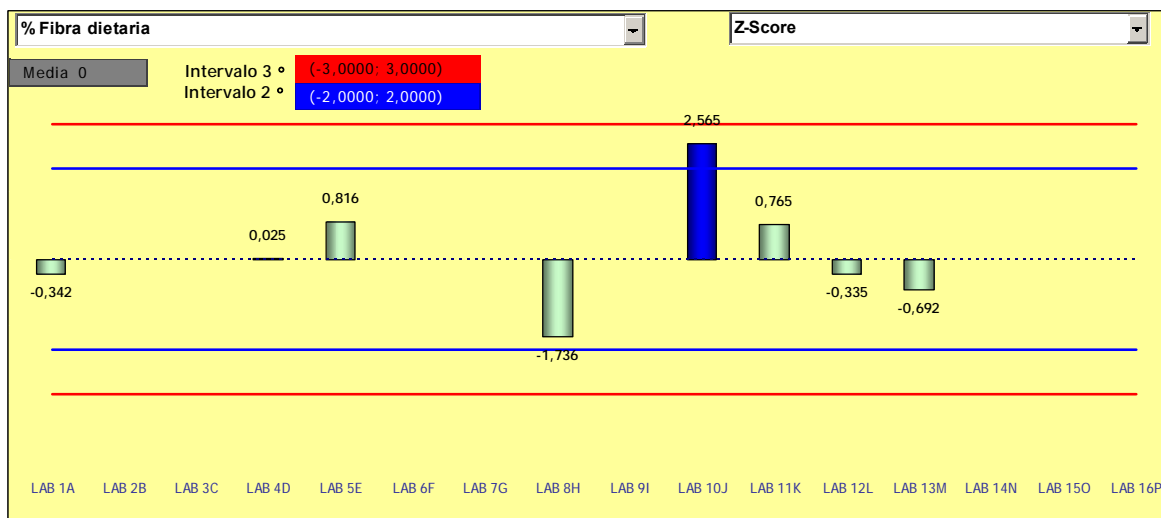 % Fibra dietaria
Z-Score
Media 0
Intervalo 3 º
(-3,0000; 3,0000)
Intervalo 2 º
(-2,0000; 2,0000)
2,565
0,816
0,765
0,025
-0,342
-0,335
-0,692
-1,736
LAB 1A LAB 2B LAB 3C LAB 4D LAB 5E LAB 6F LAB 7G LAB 8H LAB 9I LAB 10J LAB 11K LAB 12L LAB 13M LAB 14N LAB 15O LAB 16P